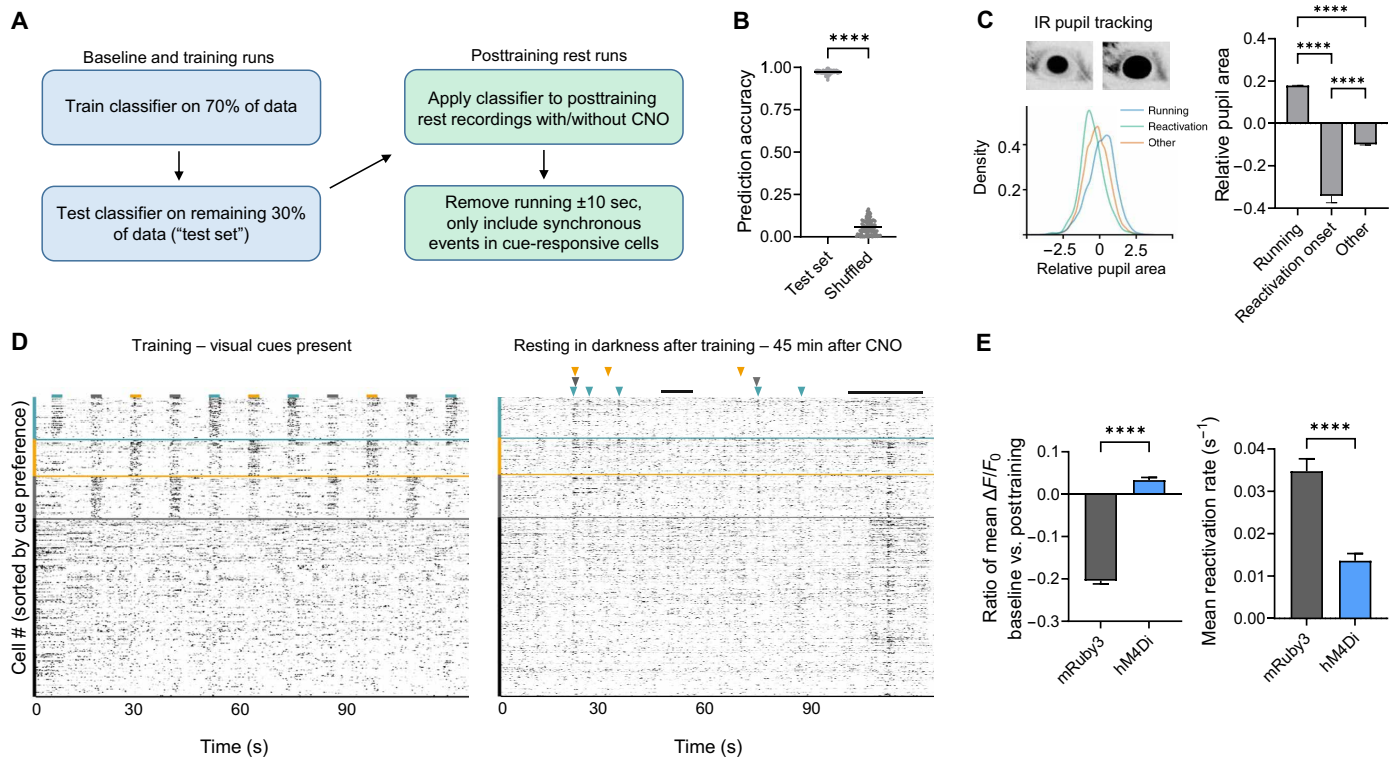 A
Baseline and training runs
Train classifier on 70% of data
Test classifier on remaining 30%
of data (“test set”)
Posttraining rest runs
Apply classifier to posttraining
rest recordings with/without CNO
Remove running ±10 sec,
only include synchronous
events in cue-responsive cells
B
****
Prediction accuracy
1.00
0.75
0.50
0.25
0.00
Test set
Shuffled
C
IR pupil tracking
Running
Reactivation
Other
Density
0.4
0.2
−2.5
0
2.5
Relative pupil area
****
****
****
Relative pupil area
0.4
0.2
0.0
−0.2
−0.4
Running
Reactivation onset
Other
D
Training – visual cues present
Resting in darkness after training – 45 min after CNO
Cell # (sorted by cue preference)
0
30
60
90
Time (s)
0
30
60
90
Time (s)
E
****
Ratio of mean ΔF/F0
baseline vs. posttraining
0.1
0.0
−0.1
−0.2
−0.3
mRuby3
hM4Di
****
Mean reactivation rate (s−1)
0.04
0.03
0.02
0.01
0.00
mRuby3
hM4Di